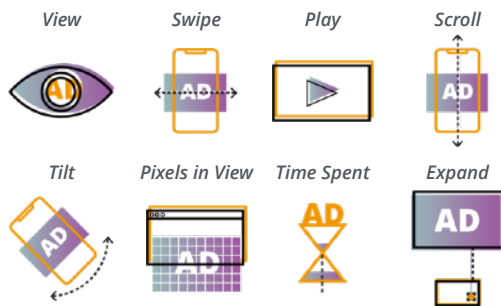 View Swipe Play Scroll
AD AD AD
Tilt Pixels in View Time Spent Expand
AD AD AD AD